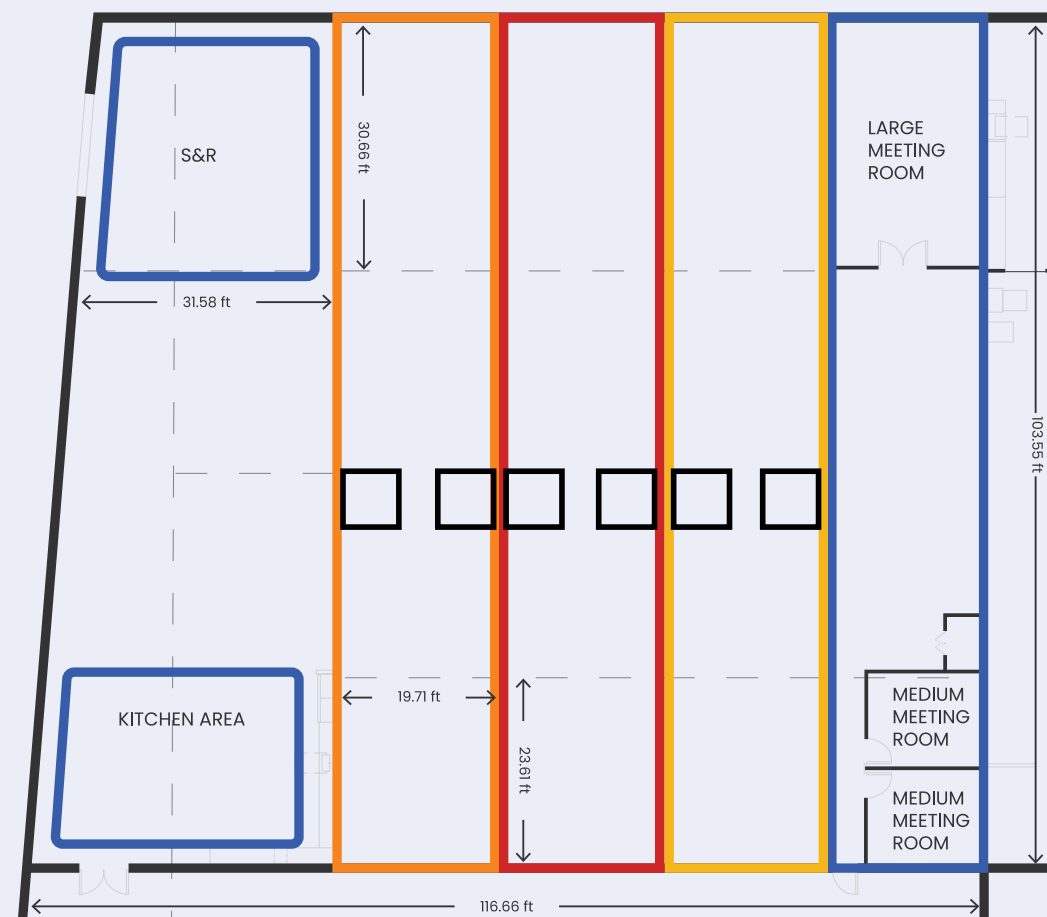 30.66 ft
LARGE
MEETING
ROOM
S&R
31.58 ft
103.55 ft
19.71 ft
KITCHEN AREA
MEDIUM
MEETING
ROOM
23.61 ft
MEDIUM
MEETING
ROOM
116.66 ft